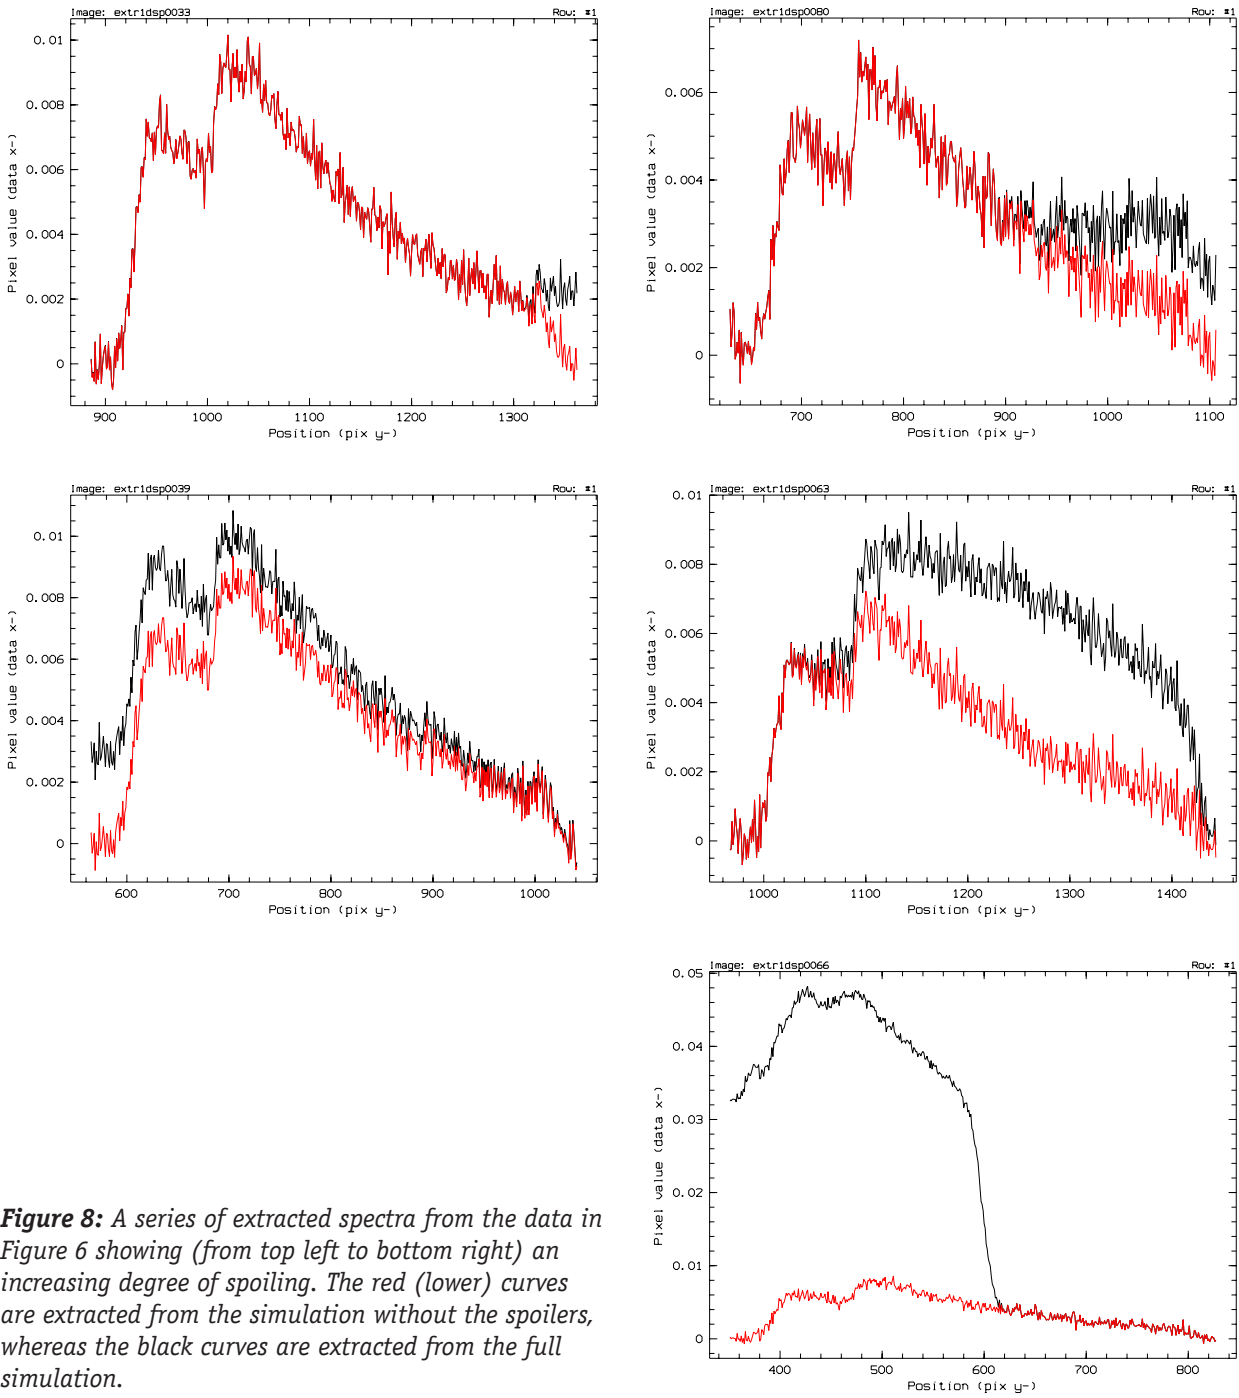 Image: extr1dsp0033 Row: #1
0.01
0.008
0.006
0.004
0.002
0
Pixel value (data x-)
900 1000 1100 1200 1300
Position (pix y-)
Image: extr1dsp0080 Row: #1
0.006
0.004
0.002
0
Pixel value (data x-)
700 800 900 1000 1100
Position (pix y-)
Image: extr1dsp0039 Row: #1
0.01
0.008
0.006
0.004
0.002
0
Pixel value (data x-)
600 700 800 900 1000
Position (pix y-)
Image: extr1dsp0063 Row: #1
0.01
0.008
0.006
0.004
0.002
0
Pixel value (data x-)
1000 1100 1200 1300 1400
Position (pix y-)
Image: extr1dsp0066 Row: #1
0.05
0.04
0.03
0.02
0.01
0
Pixel value (data x-)
400 500 600 700 800
Position (pix y-)
Figure 8: A series of extracted spectra from the data in
Figure 6 showing (from top left to bottom right) an
increasing degree of spoiling. The red (lower) curves
are extracted from the simulation without the spoilers,
whereas the black curves are extracted from the full
simulation.